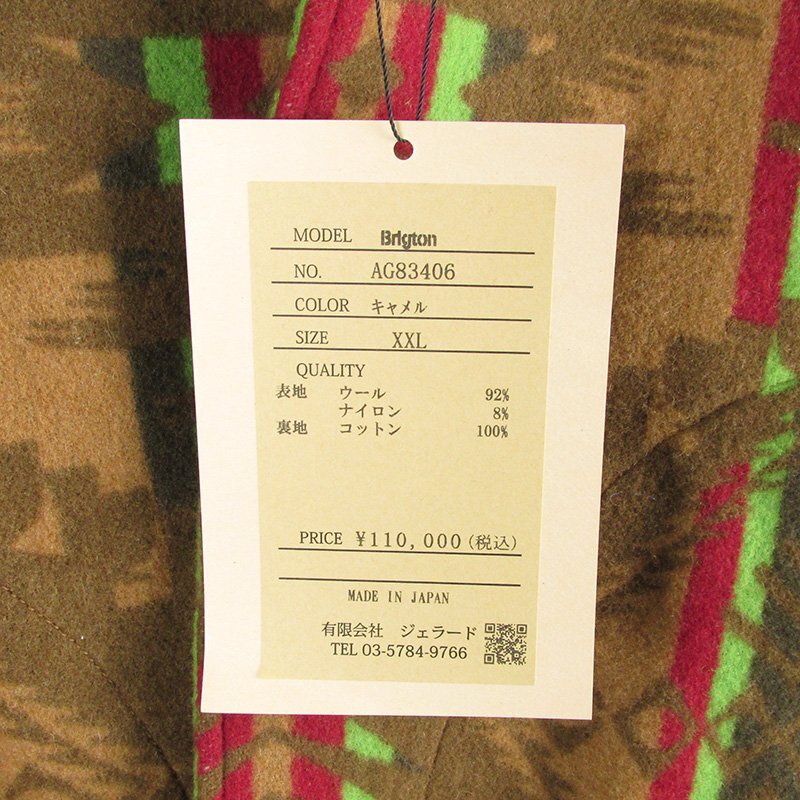 MODEL Brigton
NO. AG83406
COLOR キャメル
SIZE XXL
QUALITY
表地 ウール 92%
ナイロン 8%
裏地 コットン 100%
PRICE ¥110,000(税込)
MADE IN JAPAN
有限会社 ジェラード
TEL 03-5784-9766